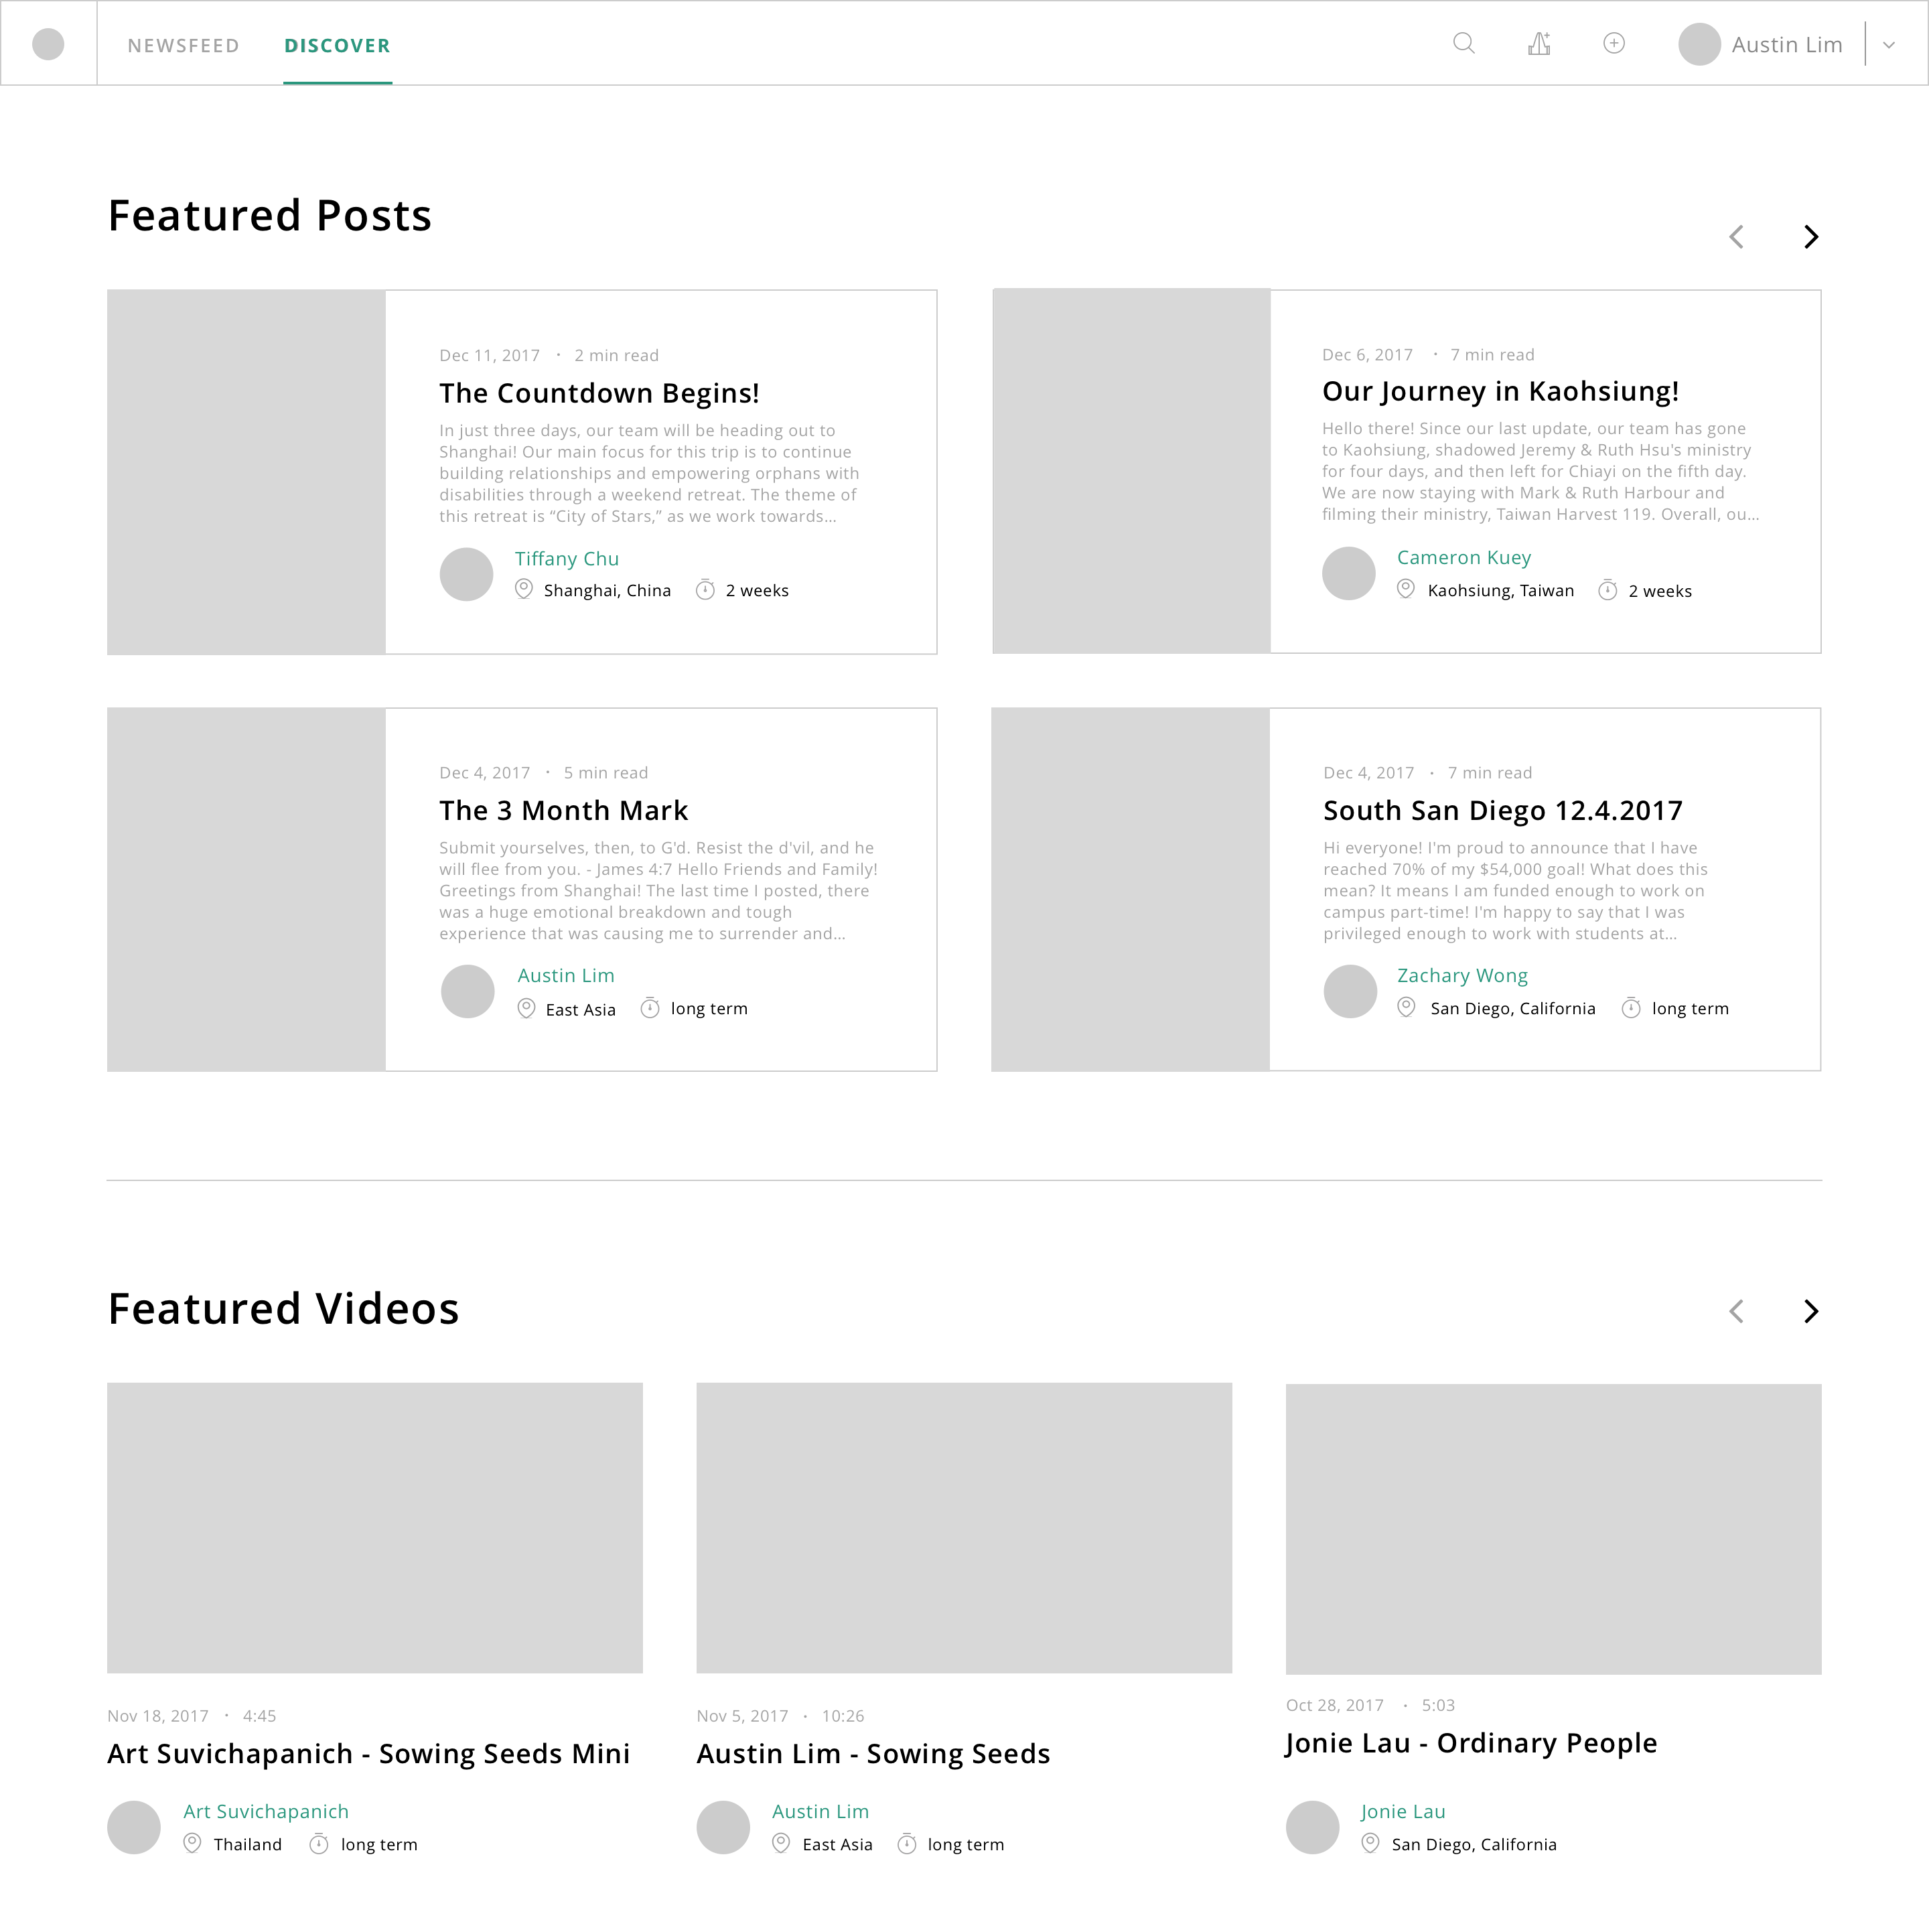 NEWSFEED DISCOVER Austin Lim
Featured Posts
Dec 11, 2017 · 2 min read
The Countdown Begins!
In just three days, our team will be heading out to
Shanghai! Our main focus for this trip is to continue
building relationships and empowering orphans with
disabilities through a weekend retreat. The theme of
this retreat is “City of Stars,” as we work towards...
Tiffany Chu
Shanghai, China 2 weeks
Dec 6, 2017 · 7 min read
Our Journey in Kaohsiung!
Hello there! Since our last update, our team has gone
to Kaohsiung, shadowed Jeremy & Ruth Hsu's ministry
for four days, and then left for Chiayi on the fifth day.
We are now staying with Mark & Ruth Harbour and
filming their ministry, Taiwan Harvest 119. Overall, ou...
Cameron Kuey
Kaohsiung, Taiwan 2 weeks
Dec 4, 2017 · 5 min read
The 3 Month Mark
Submit yourselves, then, to G'd. Resist the d'vil, and he
will flee from you. - James 4:7 Hello Friends and Family!
Greetings from Shanghai! The last time I posted, there
was a huge emotional breakdown and tough
experience that was causing me to surrender and...
Austin Lim
East Asia long term
Dec 4, 2017 · 7 min read
South San Diego 12.4.2017
Hi everyone! I'm proud to announce that I have
reached 70% of my $54,000 goal! What does this
mean? It means I am funded enough to work on
campus part-time! I'm happy to say that I was
privileged enough to work with students at...
Zachary Wong
San Diego, California long term
Featured Videos
Nov 18, 2017 · 4:45
Art Suvichapanich - Sowing Seeds Mini
Art Suvichapanich
Thailand long term
Nov 5, 2017 · 10:26
Austin Lim - Sowing Seeds
Austin Lim
East Asia long term
Oct 28, 2017 · 5:03
Jonie Lau - Ordinary People
Jonie Lau
San Diego, California